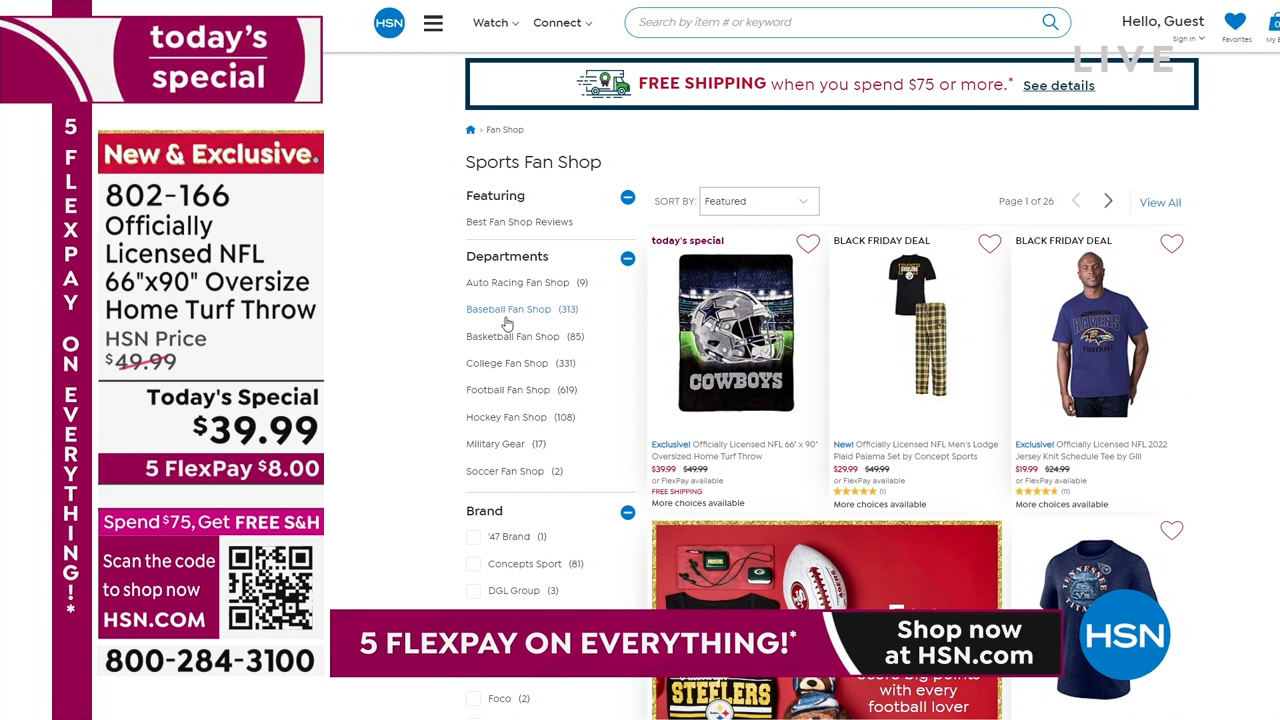 today's
special
5 FLEXPAY ON EVERYTHING!*
New & Exclusive.
802-166
Officially
Licensed NFL
66"x90" Oversize
Home Turf Throw
HSN Price
$49.99
Today's Special
$39.99
5 FlexPay $8.00
Spend $75, Get FREE S&H
Scan the code
to shop now
HSN.COM
800-284-3100
HSN
Watch
Connect
Search by item # or keyword
Hello, Guest
Sign In
Favorites
LIVE
FREE SHIPPING when you spend $75 or more.* See details
> Fan Shop
Sports Fan Shop
Featuring
Best Fan Shop Reviews
Departments
Auto Racing Fan Shop (9)
Baseball Fan Shop (313)
Basketball Fan Shop (85)
College Fan Shop (331)
Football Fan Shop (619)
Hockey Fan Shop (108)
Military Gear (17)
Soccer Fan Shop (2)
Brand
'47 Brand (1)
Concepts Sport (81)
DGL Group (3)
Foco (2)
SORT BY: Featured
Page 1 of 26
View All
today's special
COWBOYS
Exclusive! Officially Licensed NFL 66" x 90"
Oversized Home Turf Throw
$39.99 $49.99
or FlexPay available
FREE SHIPPING
More choices available
BLACK FRIDAY DEAL
New! Officially Licensed NFL Men's Lodge
Plaid Pajama Set by Concept Sports
$29.99 $49.99
or FlexPay available
(1)
More choices available
BLACK FRIDAY DEAL
RAVENS
FOOTBALL
Exclusive! Officially Licensed NFL 2022
Jersey Knit Schedule Tee by GIII
$19.99 $24.99
or FlexPay available
(11)
More choices available
PACKERS
49ERS
TENNESSEE
TITANS
5 FLEXPAY ON EVERYTHING!*
Shop now
at HSN.com
HSN
STEELERS
with every
football lover